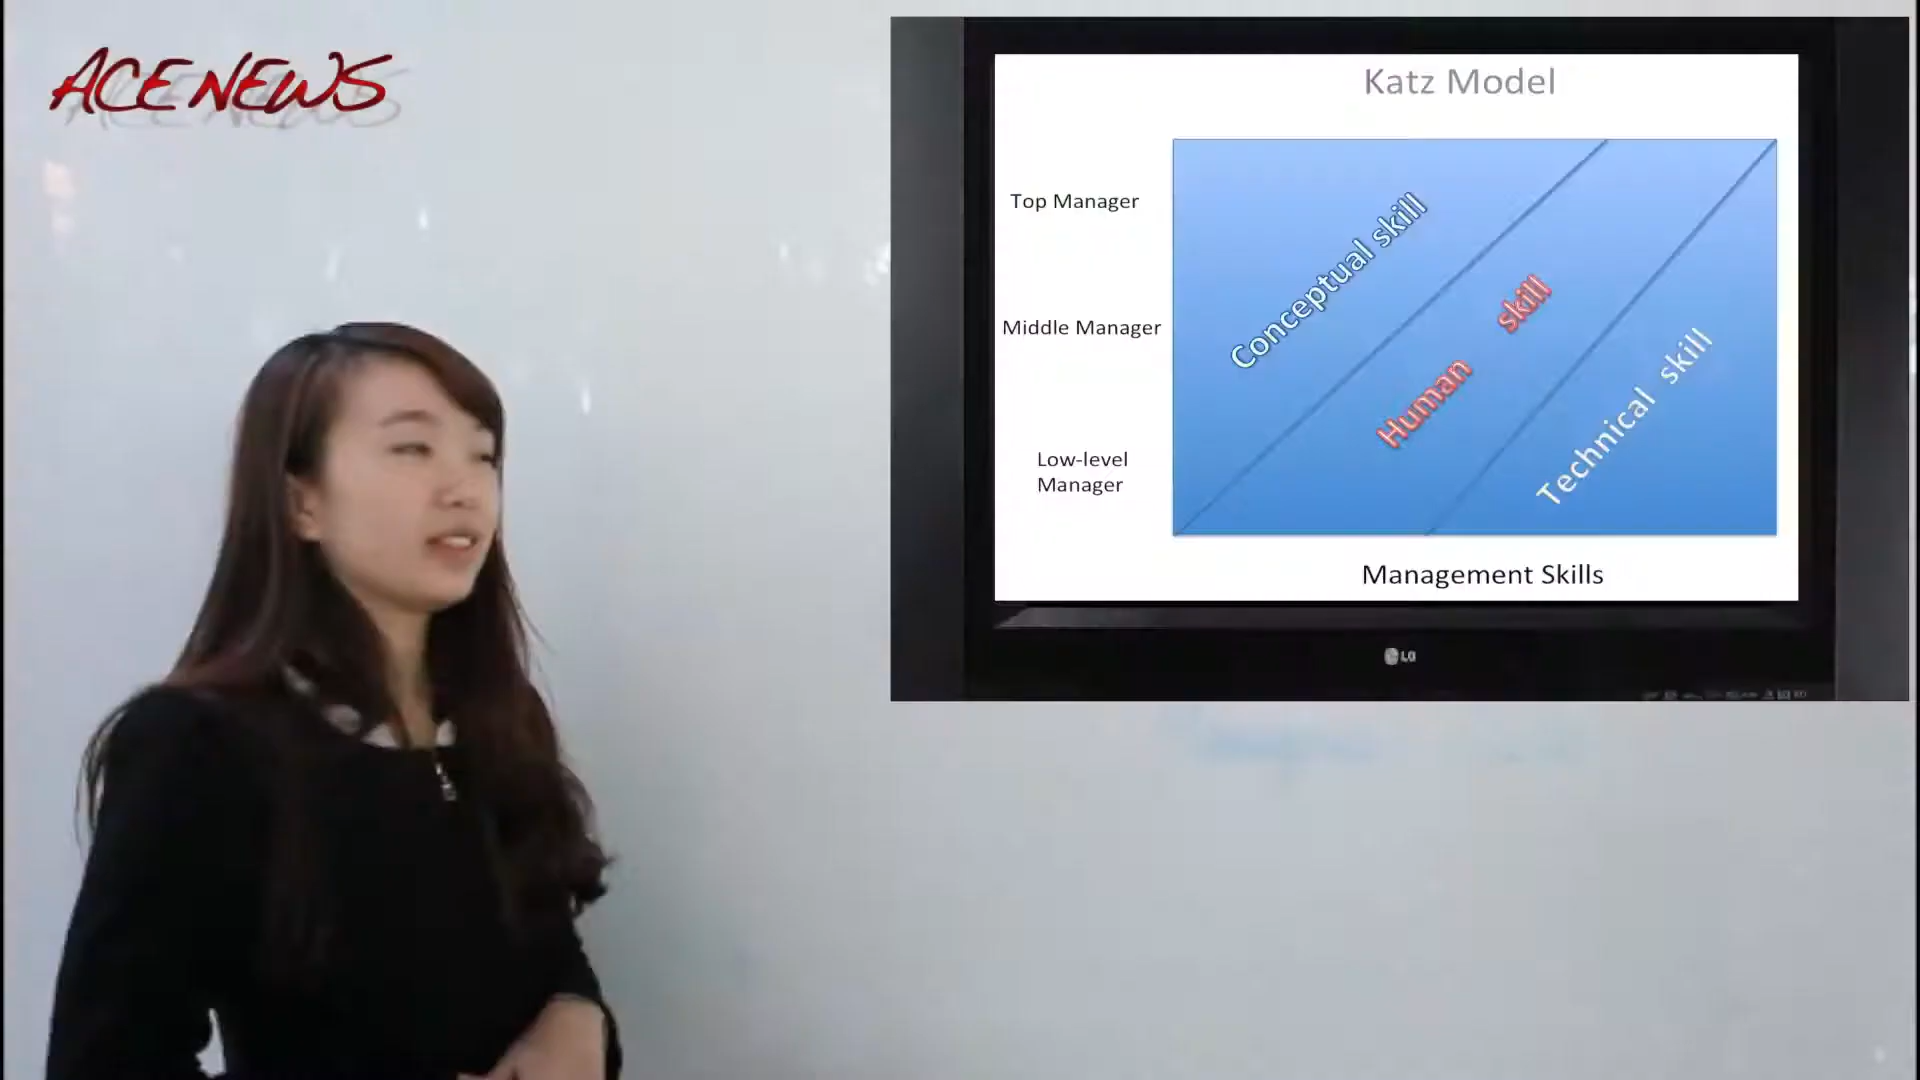 ACE NEWS
Katz Model
Top Manager
Conceptual skill
Middle Manager
Human skill
Low-level
Manager
Technical skill
Management Skills
LG